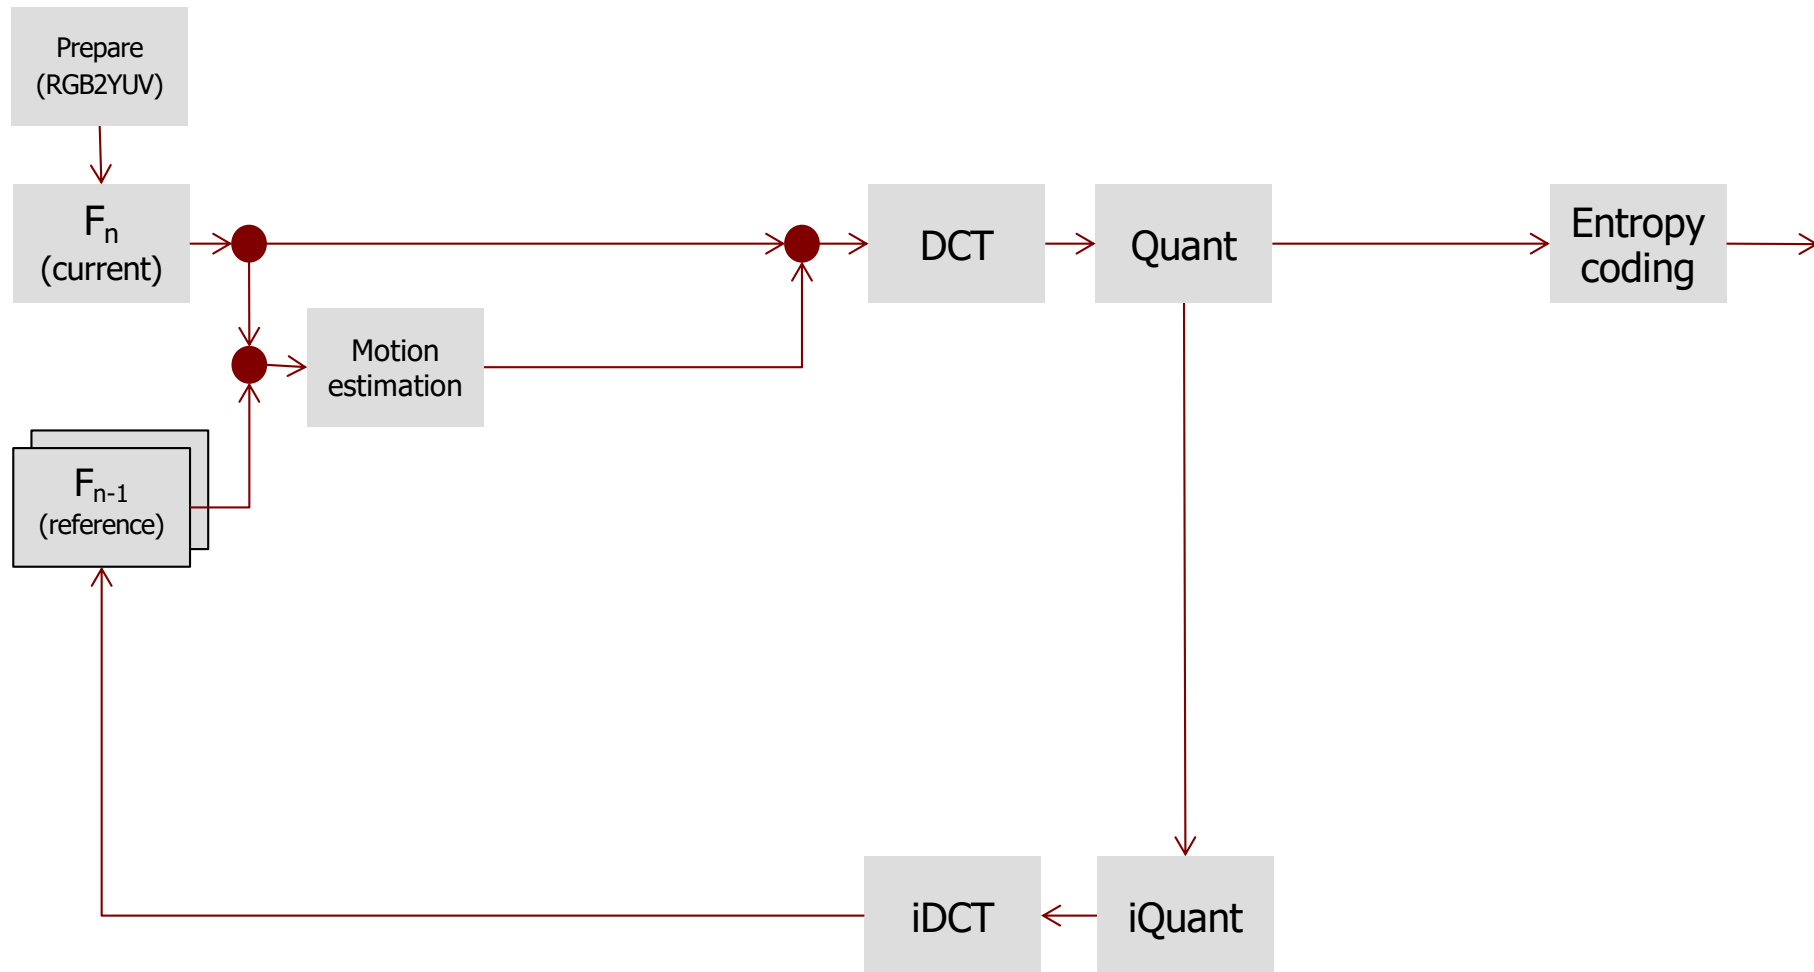 Prepare
(RGB2YUV)
Fn
(current)
DCT
Quant
Entropy
coding
Motion
estimation
Fn-1
(reference)
iDCT
iQuant